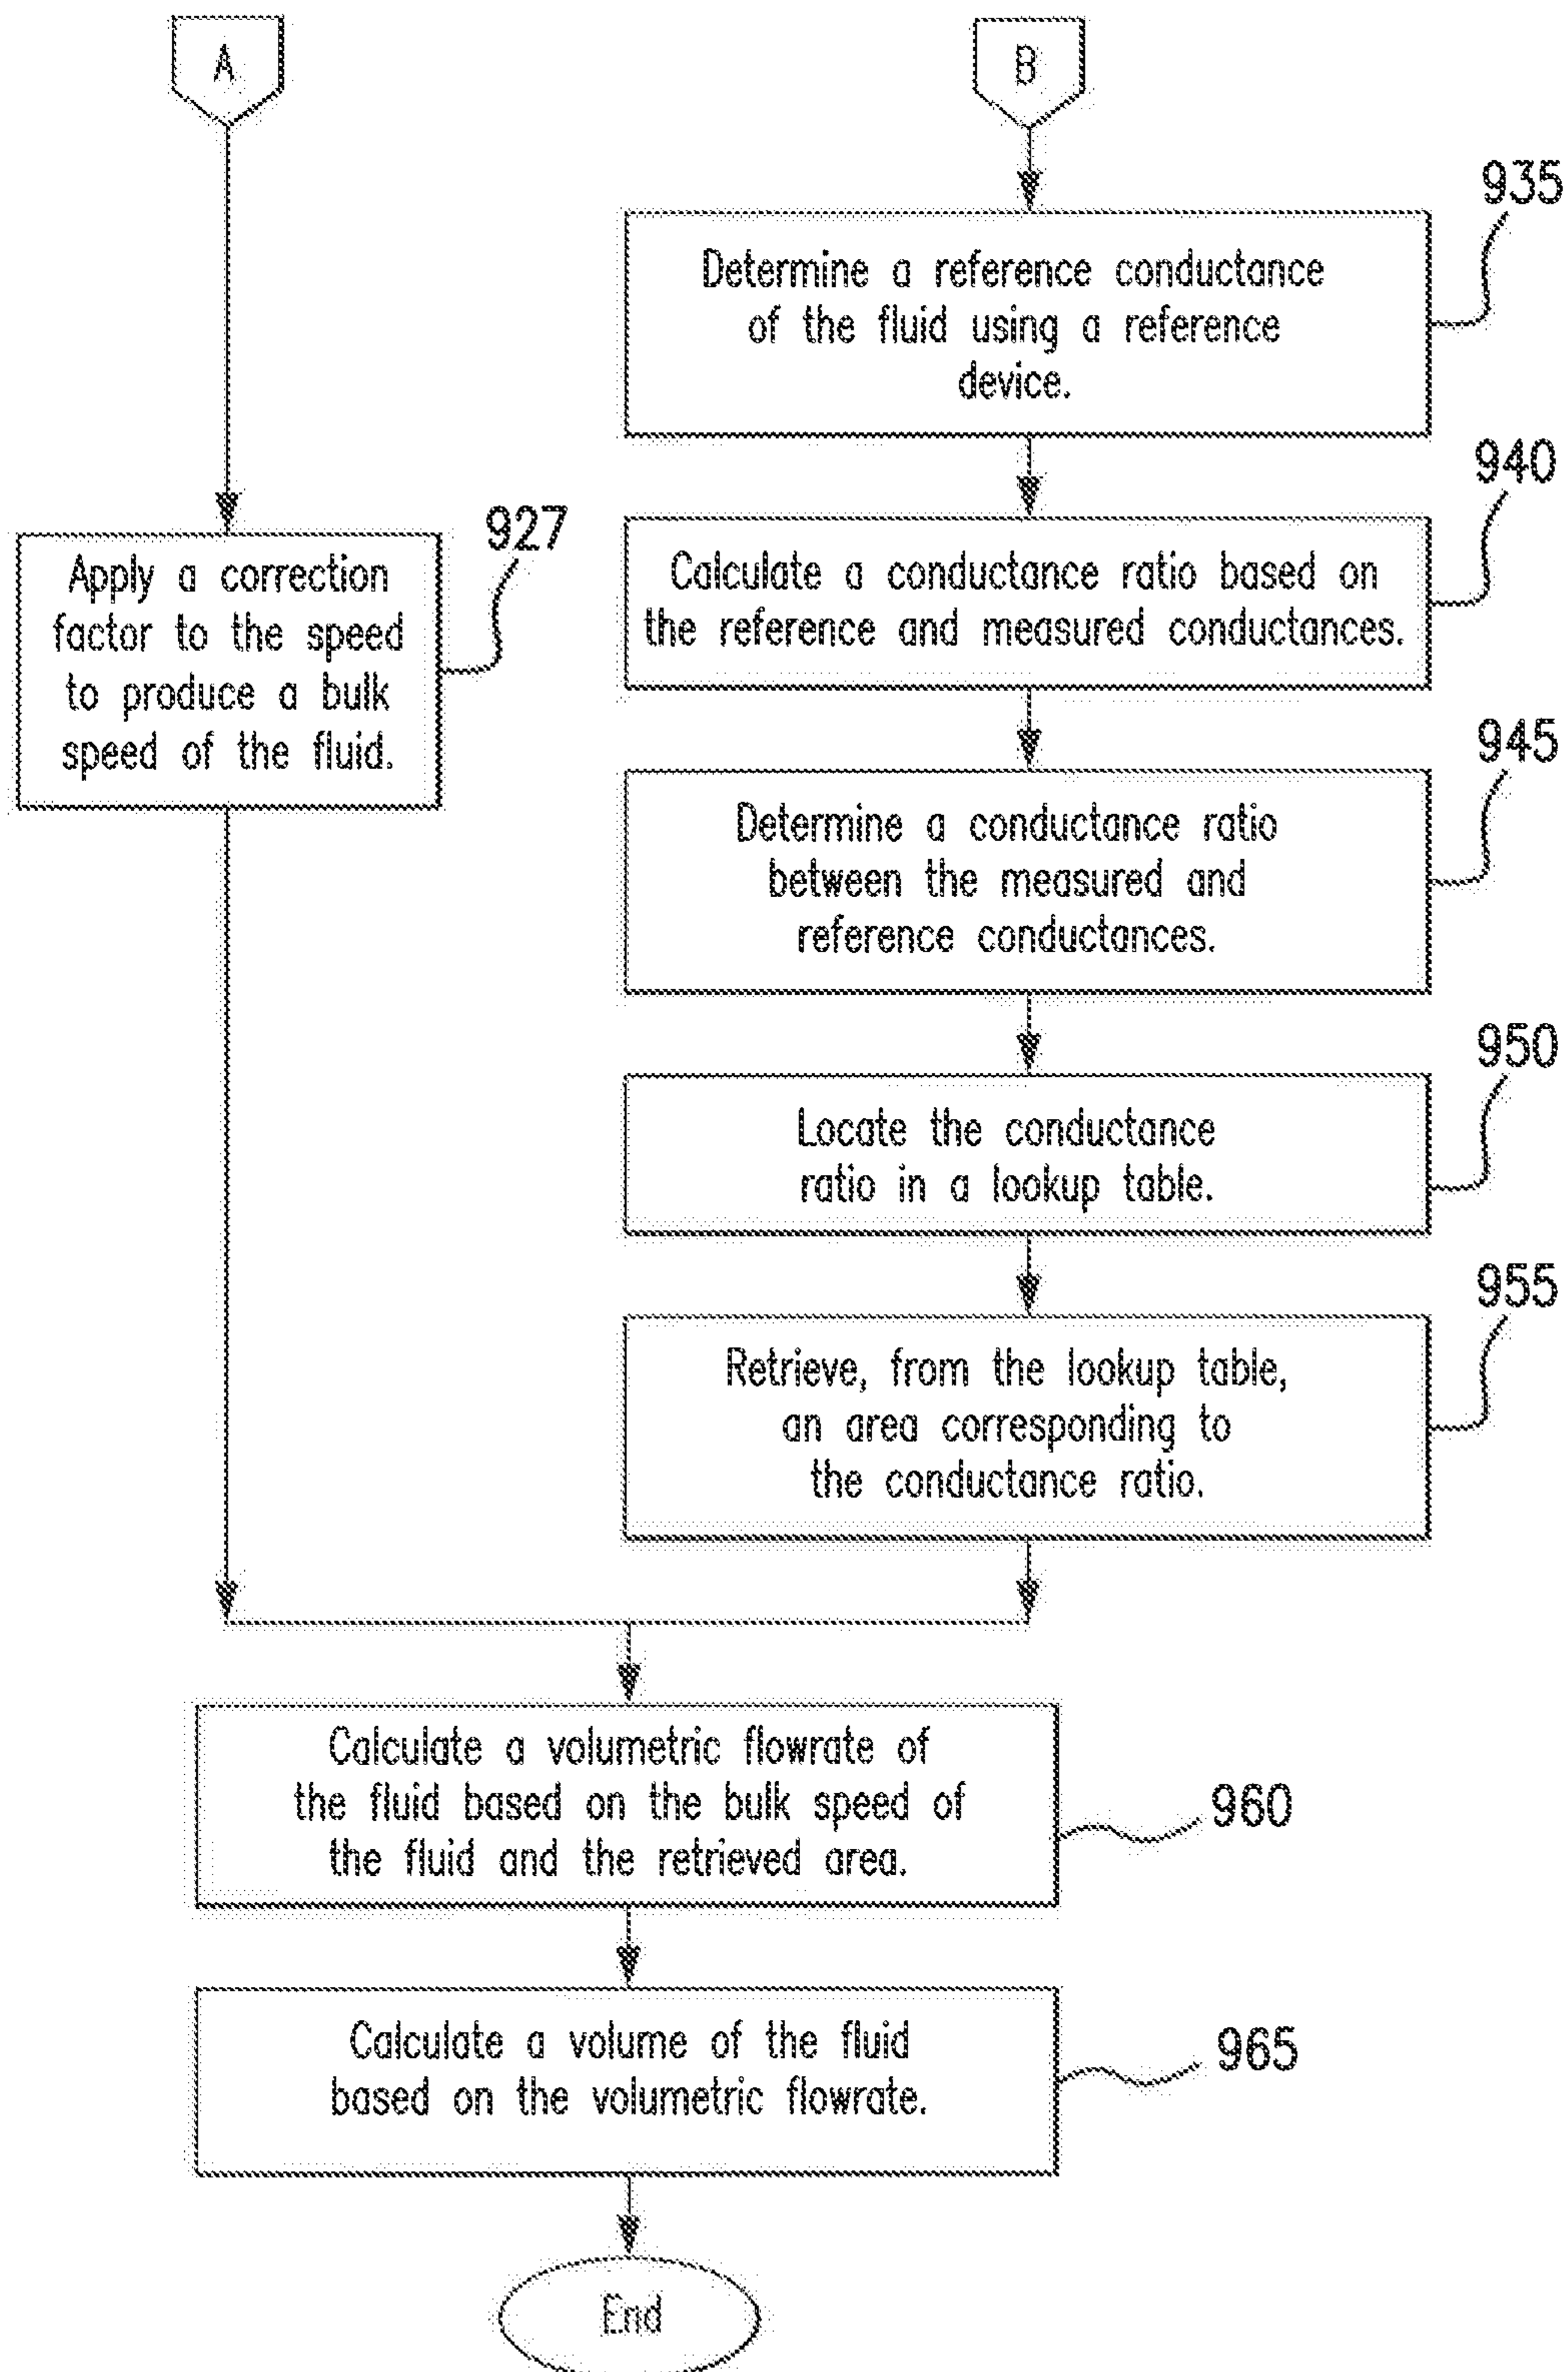 A
B
935
Determine a reference conductance
of the fluid using a reference
device.
940
Calculate a conductance ratio based on
the reference and measured conductances.
927
Apply a correction
factor to the speed
to produce a bulk
speed of the fluid.
945
Determine a conductance ratio
between the measured and
reference conductances.
950
Locate the conductance
ratio in a lookup table.
955
Retrieve, from the lookup table,
an area corresponding to
the conductance ratio.
960
Calculate a volumetric flowrate of
the fluid based on the bulk speed of
the fluid and the retrieved area.
965
Calculate a volume of the fluid
based on the volumetric flowrate.
End